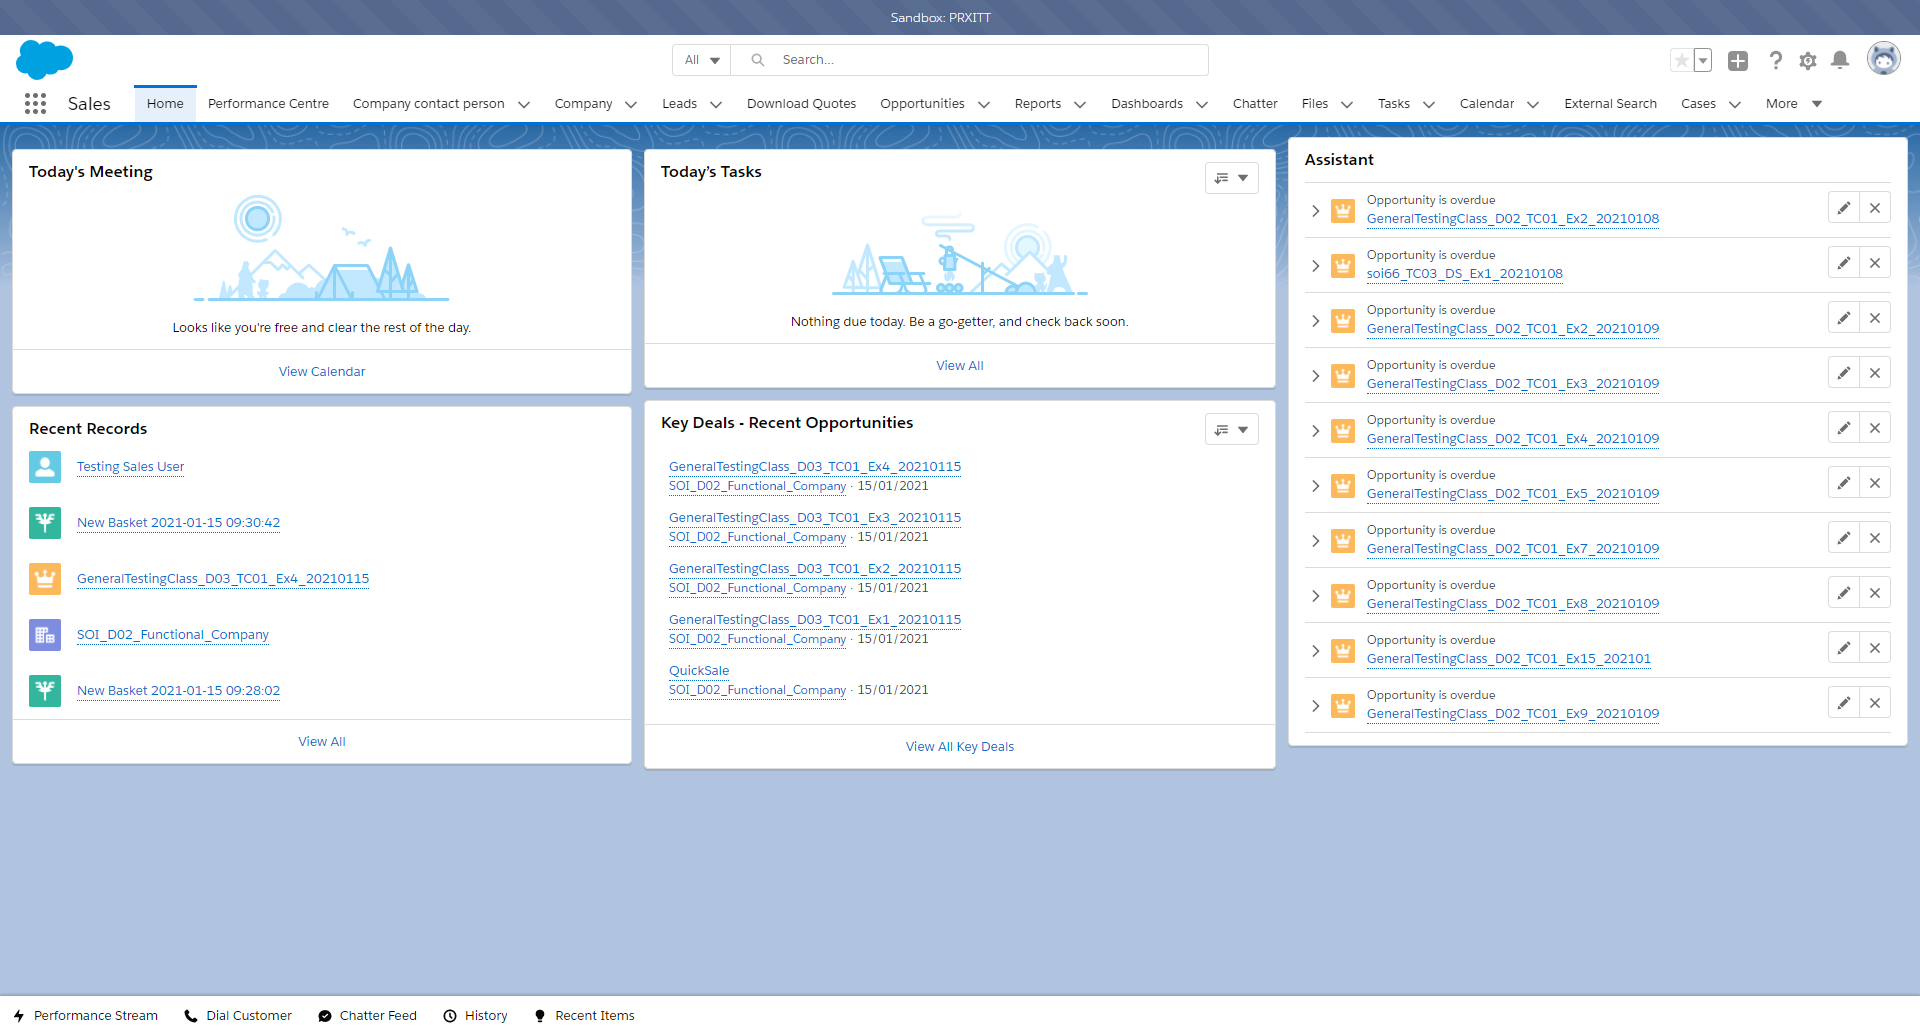 Sandbox: PRXITT
All
Search...
Sales
Home
Performance Centre
Company contact person
Company
Leads
Download Quotes
Opportunities
Reports
Dashboards
Chatter
Files
Tasks
Calendar
External Search
Cases
More
Today's Meeting
Looks like you're free and clear the rest of the day.
View Calendar
Recent Records
Testing Sales User
New Basket 2021-01-15 09:30:42
GeneralTestingClass_D03_TC01_Ex4_20210115
SOI_D02_Functional_Company
New Basket 2021-01-15 09:28:02
View All
Today's Tasks
Nothing due today. Be a go-getter, and check back soon.
View All
Key Deals - Recent Opportunities
GeneralTestingClass_D03_TC01_Ex4_20210115
SOI_D02_Functional_Company · 15/01/2021
GeneralTestingClass_D03_TC01_Ex3_20210115
SOI_D02_Functional_Company · 15/01/2021
GeneralTestingClass_D03_TC01_Ex2_20210115
SOI_D02_Functional_Company · 15/01/2021
GeneralTestingClass_D03_TC01_Ex1_20210115
SOI_D02_Functional_Company · 15/01/2021
QuickSale
SOI_D02_Functional_Company · 15/01/2021
View All Key Deals
Assistant
Opportunity is overdue
GeneralTestingClass_D02_TC01_Ex2_20210108
Opportunity is overdue
soi66_TC03_DS_Ex1_20210108
Opportunity is overdue
GeneralTestingClass_D02_TC01_Ex2_20210109
Opportunity is overdue
GeneralTestingClass_D02_TC01_Ex3_20210109
Opportunity is overdue
GeneralTestingClass_D02_TC01_Ex4_20210109
Opportunity is overdue
GeneralTestingClass_D02_TC01_Ex5_20210109
Opportunity is overdue
GeneralTestingClass_D02_TC01_Ex7_20210109
Opportunity is overdue
GeneralTestingClass_D02_TC01_Ex8_20210109
Opportunity is overdue
GeneralTestingClass_D02_TC01_Ex15_202101
Opportunity is overdue
GeneralTestingClass_D02_TC01_Ex9_20210109
Performance Stream
Dial Customer
Chatter Feed
History
Recent Items